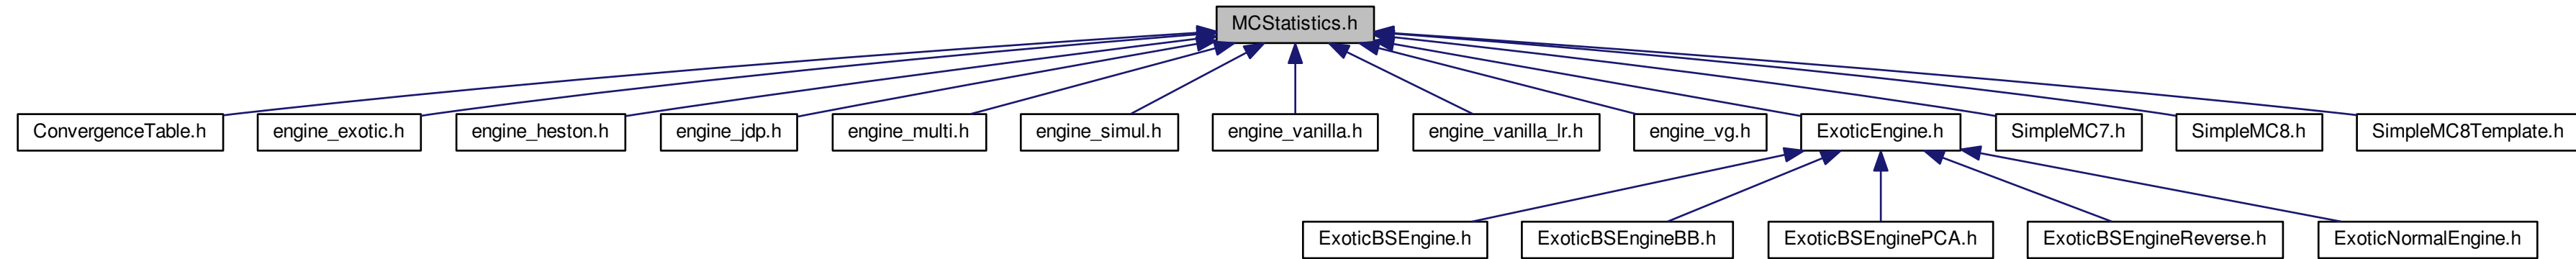 MCStatistics.h
ConvergenceTable.h
engine_exotic.h
engine_heston.h
engine_jdp.h
engine_multi.h
engine_simul.h
engine_vanilla.h
engine_vanilla_lr.h
engine_vg.h
ExoticEngine.h
SimpleMC7.h
SimpleMC8.h
SimpleMC8Template.h
ExoticBSEngine.h
ExoticBSEngineBB.h
ExoticBSEnginePCA.h
ExoticBSEngineReverse.h
ExoticNormalEngine.h